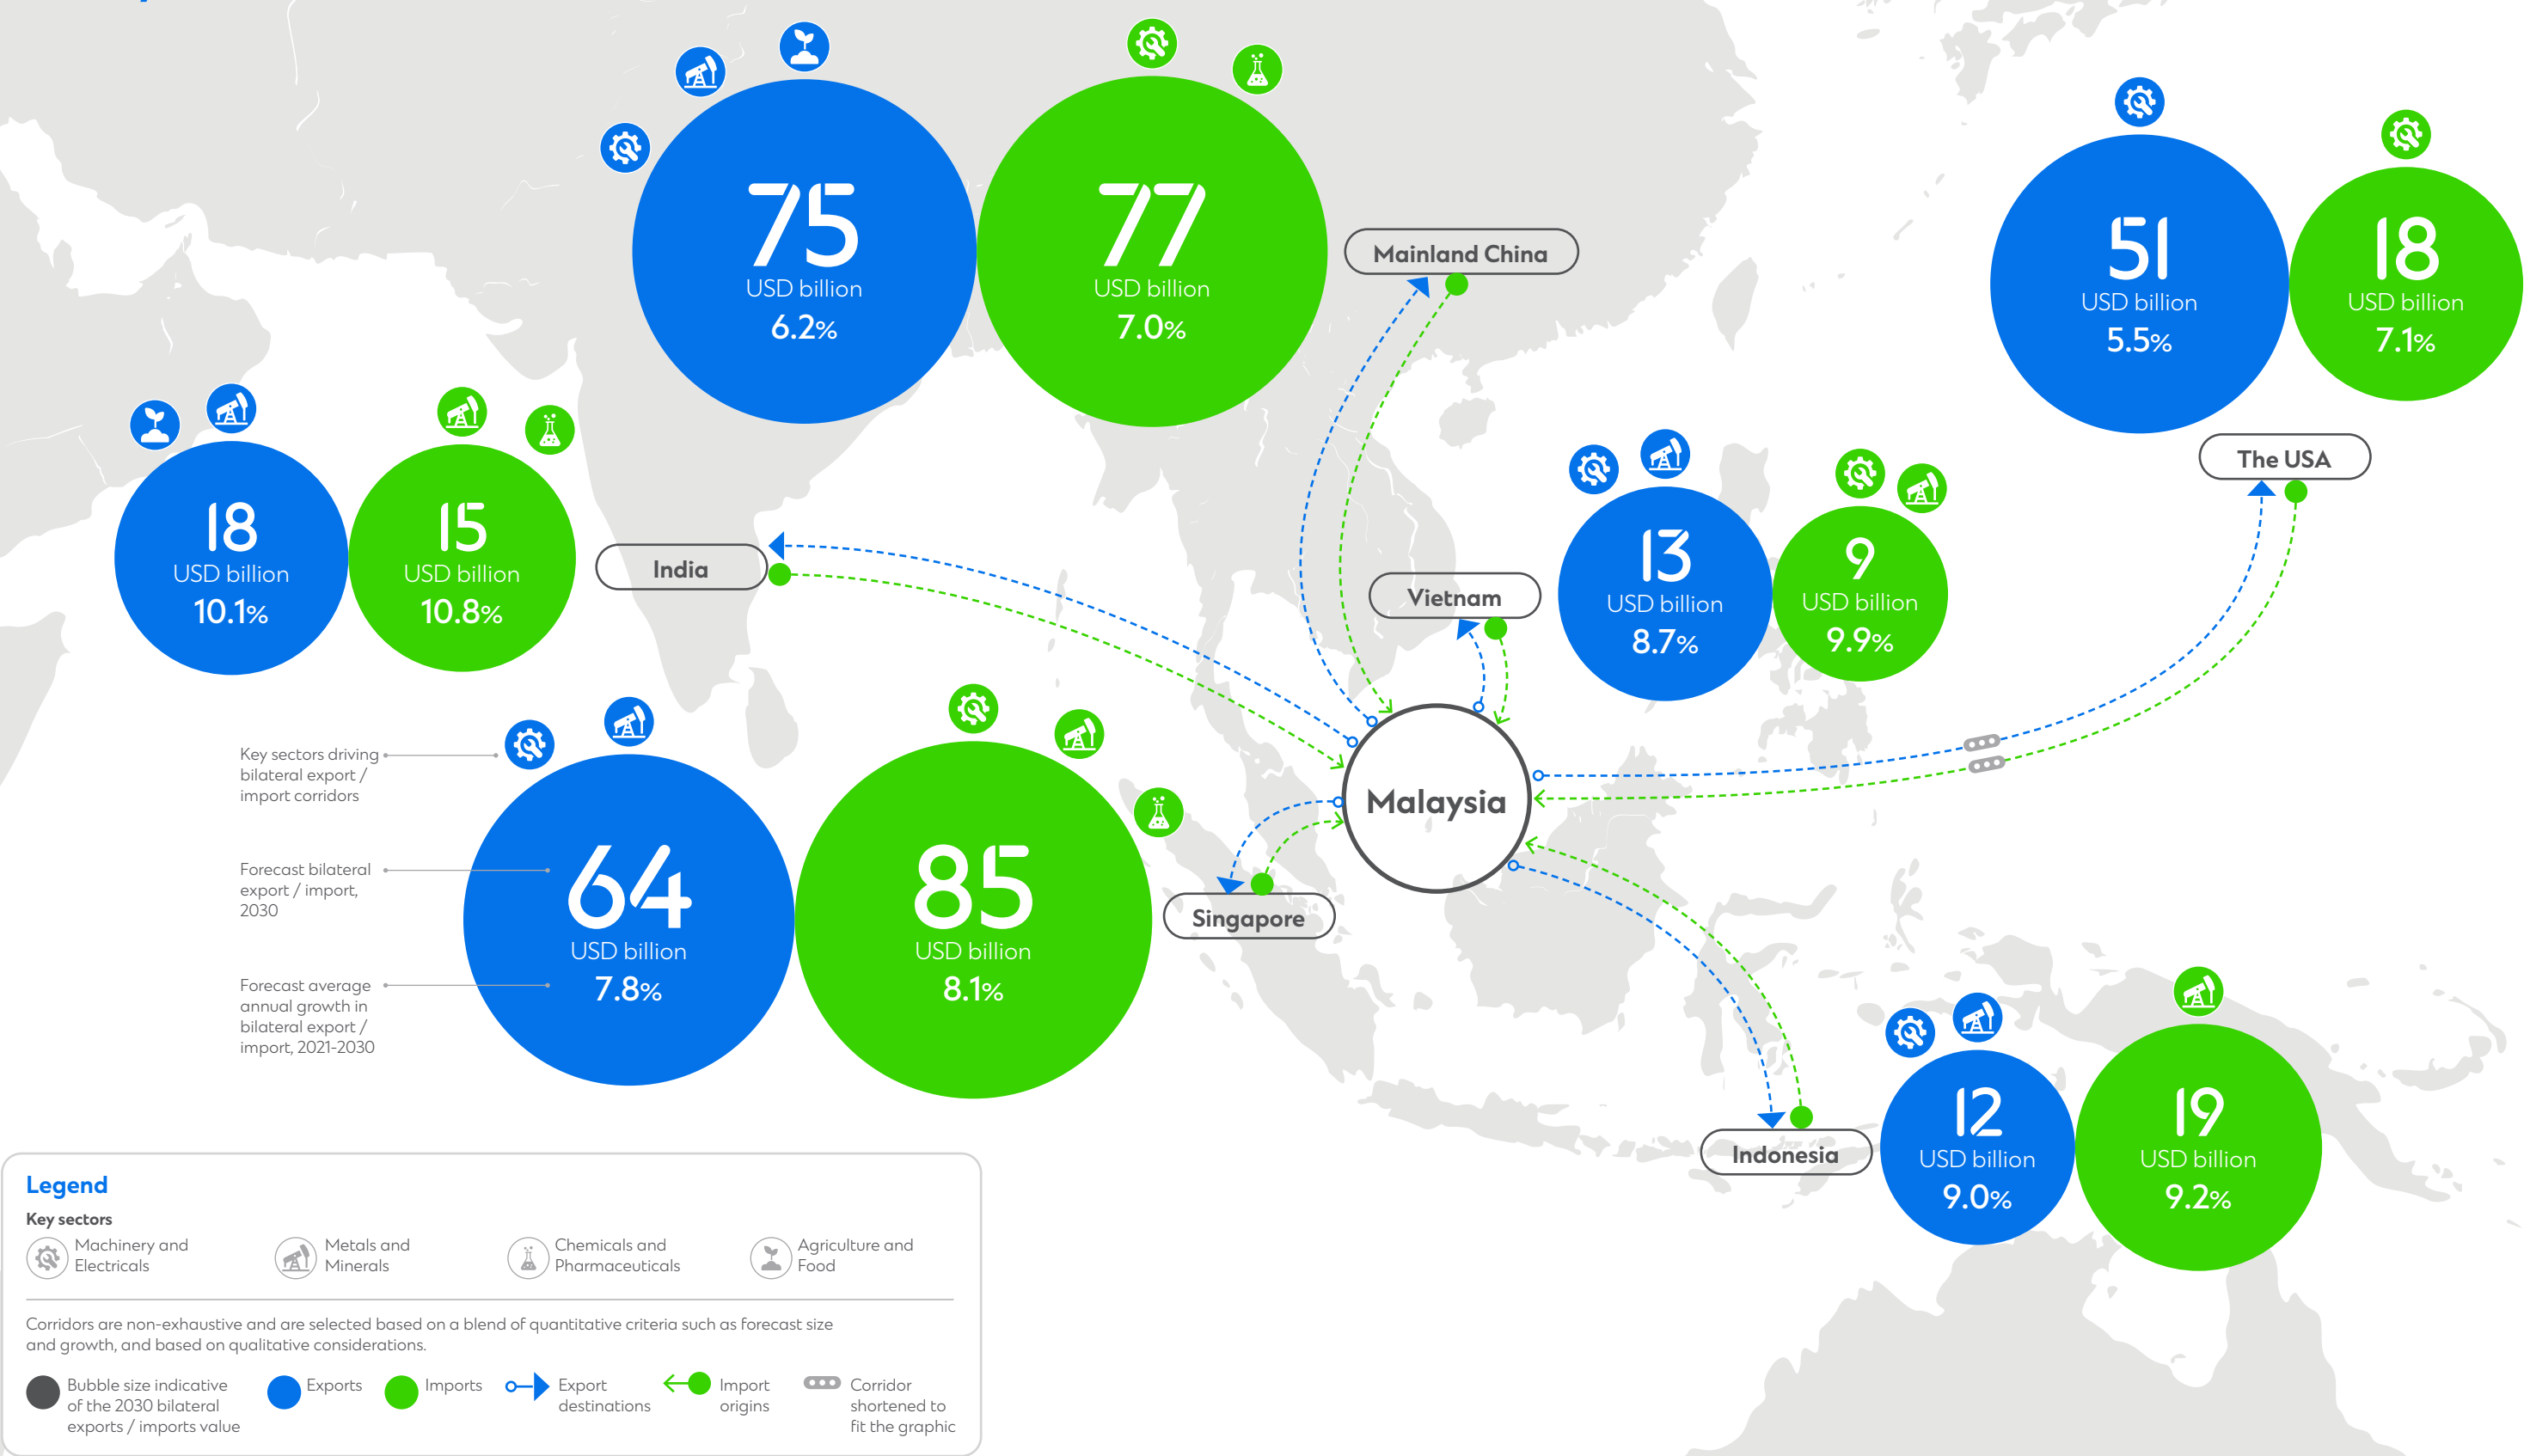 75
USD billion
6.2%
77
USD billion
7.0%
Mainland China
51
USD billion
5.5%
18
USD billion
7.1%
The USA
18
USD billion
10.1%
15
USD billion
10.8%
India
13
USD billion
8.7%
9
USD billion
9.9%
Vietnam
Malaysia
Key sectors driving
bilateral export /
import corridors
Forecast bilateral
export / import,
2030
Forecast average
annual growth in
bilateral export /
import, 2021-2030
64
USD billion
7.8%
85
USD billion
8.1%
Singapore
Indonesia
12
USD billion
9.0%
19
USD billion
9.2%
Legend
Key sectors
Machinery and
Electricals
Metals and
Minerals
Chemicals and
Pharmaceuticals
Agriculture and
Food
Corridors are non-exhaustive and are selected based on a blend of quantitative criteria such as forecast size
and growth, and based on qualitative considerations.
Bubble size indicative
of the 2030 bilateral
exports / imports value
Exports
Imports
Export
destinations
Import
origins
Corridor
shortened to
fit the graphic